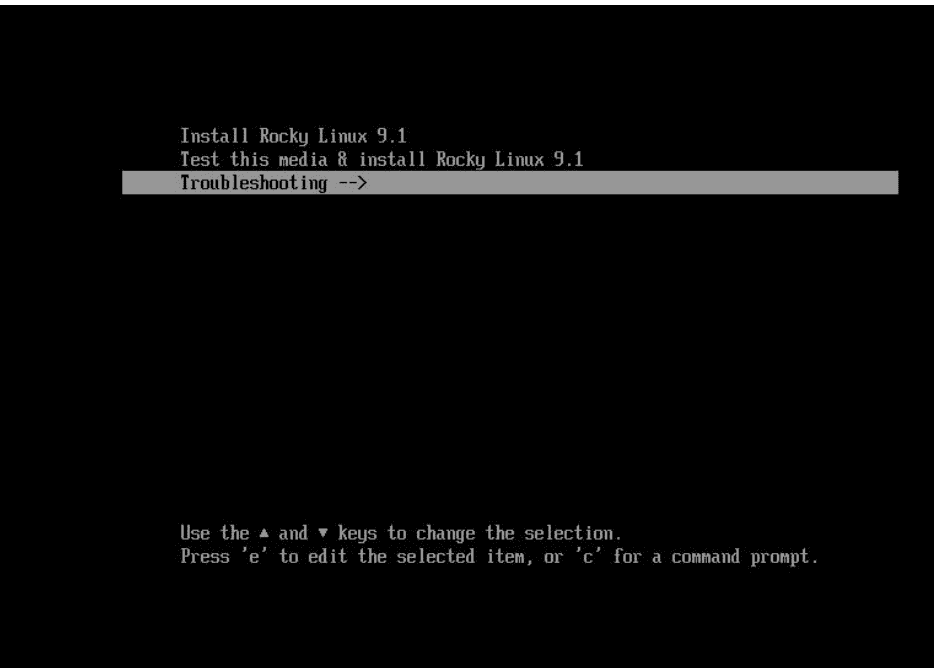 Install Rocky Linux 9.1
Test this media & install Rocky Linux 9.1
Troubleshooting -->
Use the ▲ and ▼ keys to change the selection.
Press 'e' to edit the selected item, or 'c' for a command prompt.